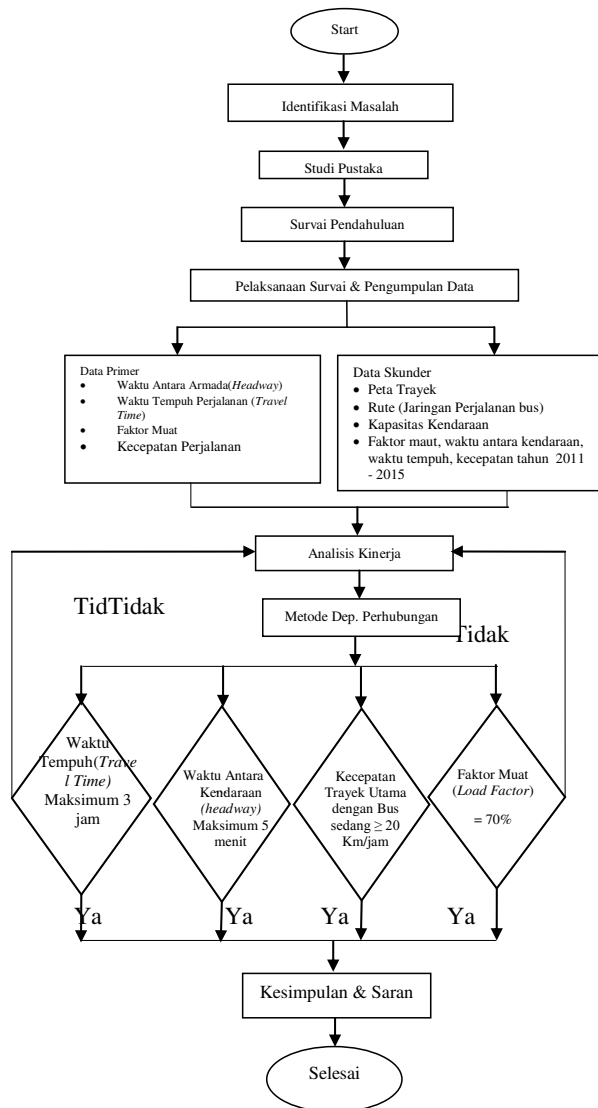 Start
Identifikasi Masalah
Studi Pustaka
Survai Pendahuluan
Pelaksanaan Survai & Pengumpulan Data
Data Primer
• Waktu Antara Armada(Headway)
• Waktu Tempuh Perjalanan (Travel
Time)
• Faktor Muat
• Kecepatan Perjalanan
Data Skunder
• Peta Trayek
• Rute (Jaringan Perjalanan bus)
• Kapasitas Kendaraan
• Faktor maut, waktu antara kendaraan,
waktu tempuh, kecepatan tahun 2011
- 2015
Analisis Kinerja
TidTidak
Metode Dep. Perhubungan
Tidak
Waktu
Tempuh(Trave
l Time)
Maksimum 3
jam
Waktu Antara
Kendaraan
(headway)
Maksimum 5
menit
Kecepatan
Trayek Utama
dengan Bus
sedang ≥ 20
Km/jam
Faktor Muat
(Load Factor)
= 70%
Ya
Ya
Ya
Ya
Kesimpulan & Saran
Selesai